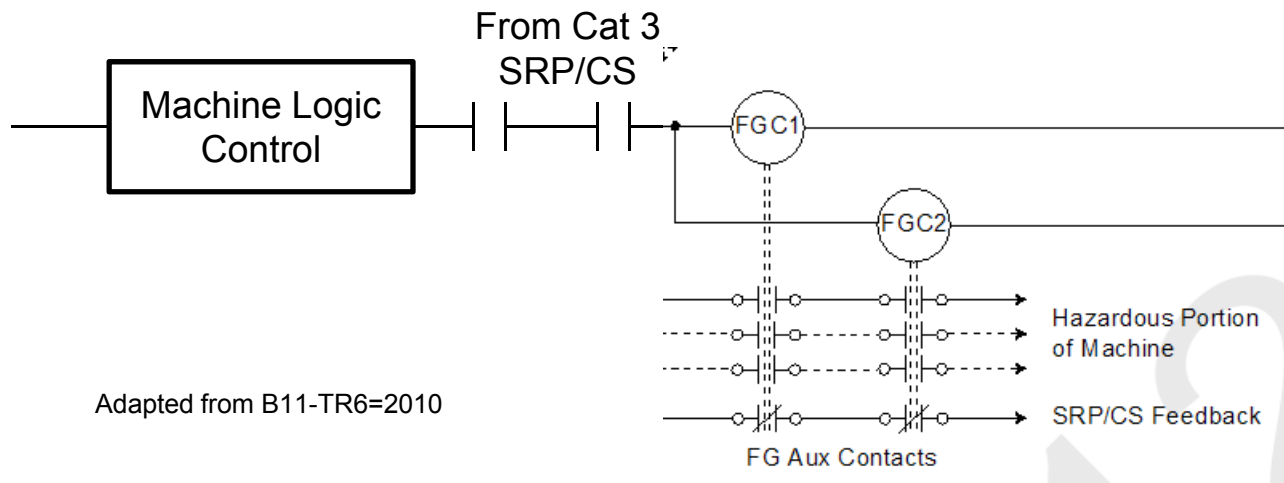 From Cat 3
SRP/CS
Machine Logic
Control
FGC1
FGC2
Hazardous Portion
of Machine
Adapted from B11-TR6=2010
SRP/CS Feedback
FG Aux Contacts